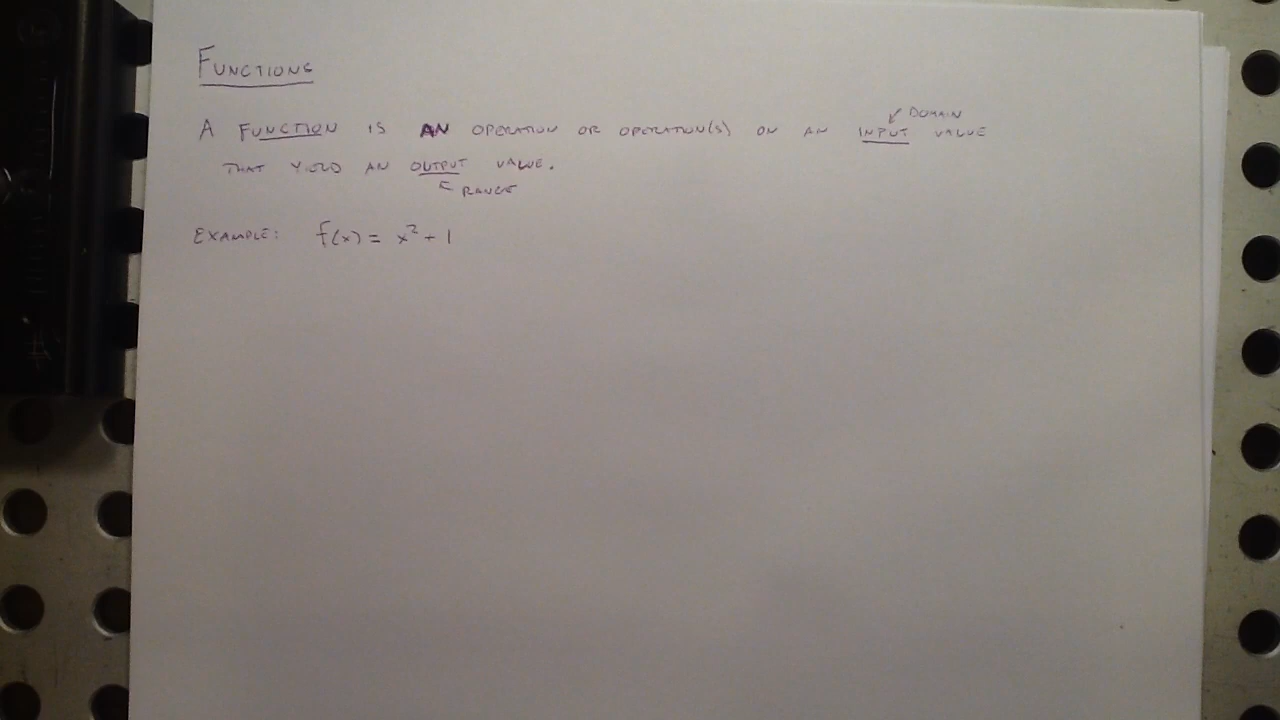 FUNCTIONS
↙ DOMAIN
A FUNCTION IS AN OPERATION OR OPERATION(S) ON AN INPUT VALUE
THAT YIELD AN OUTPUT VALUE.
RANGE
EXAMPLE: f(x) = x² + 1